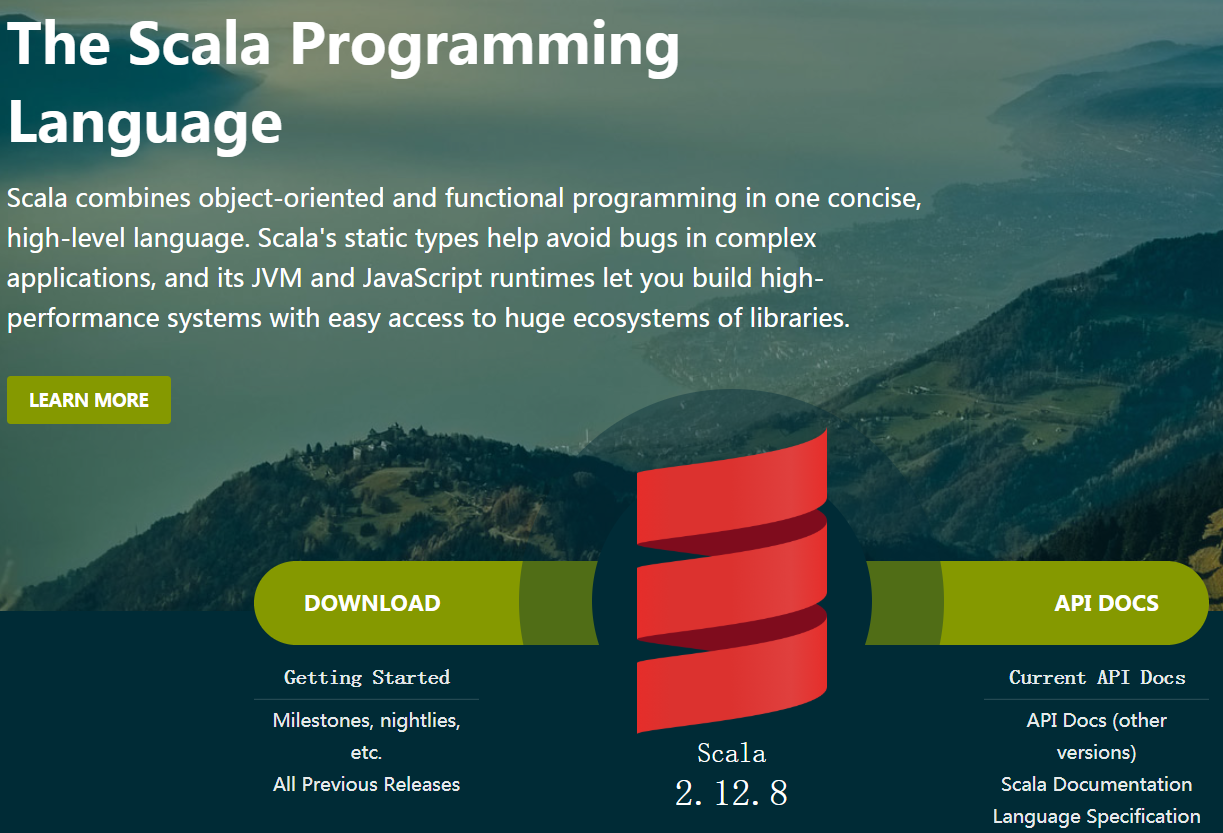 The Scala Programming
Language
Scala combines object-oriented and functional programming in one concise,
high-level language. Scala's static types help avoid bugs in complex
applications, and its JVM and JavaScript runtimes let you build high-
performance systems with easy access to huge ecosystems of libraries.
LEARN MORE
DOWNLOAD
Getting Started
Milestones, nightlies,
etc.
All Previous Releases
Scala
2.12.8
API DOCS
Current API Docs
API Docs (other
versions)
Scala Documentation
Language Specification